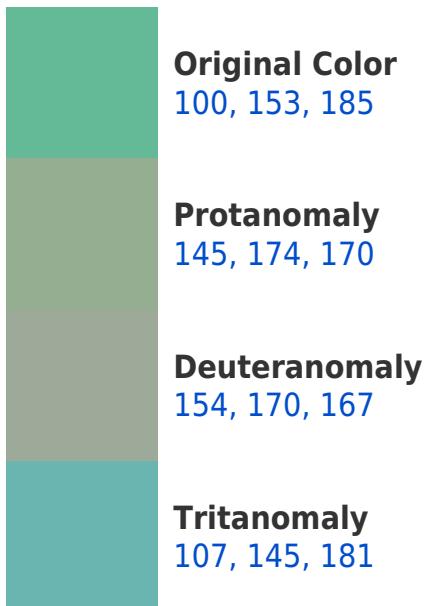 Original Color
100, 153, 185
Protanomaly
145, 174, 170
Deuteranomaly
154, 170, 167
Tritanomaly
107, 145, 181